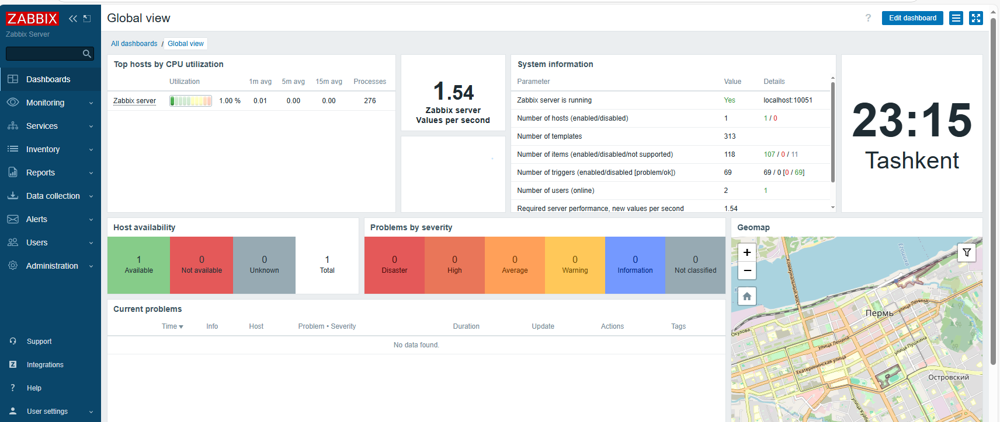 ZABBIX
Zabbix Server
Dashboards
Monitoring
Services
Inventory
Reports
Data collection
Alerts
Users
Administration
Support
Integrations
Help
User settings
Global view
? Edit dashboard
All dashboards / Global view
Top hosts by CPU utilization
Utilization 1m avg 5m avg 15m avg Processes
Zabbix server 1.00 % 0.01 0.00 0.00 276
1.54
Zabbix server
Values per second
System information
Parameter Value Details
Zabbix server is running Yes localhost:10051
Number of hosts (enabled/disabled) 1 1 / 0
Number of templates 313
Number of items (enabled/disabled/not supported) 118 107 / 0 / 11
Number of triggers (enabled/disabled [problem/ok]) 69 69 / 0 [0 / 69]
Number of users (online) 2 1
Required server performance, new values per second 1.54
23:15
Tashkent
Host availability
1 0 0 1
Available Not available Unknown Total
Problems by severity
0 0 0 0 0 0
Disaster High Average Warning Information Not classified
Current problems
Time Info Host Problem • Severity Duration Update Actions Tags
No data found.
Geomap
+
−
Егошиха
Коммунальный мост
улица Ленина
Пермь
Окулова
улица Ленина
улица Пушкина
Екатерининская улица
Островский